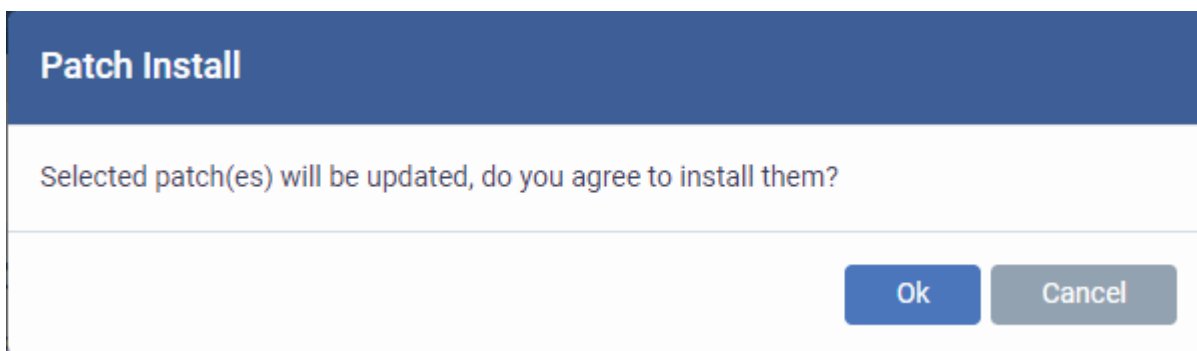 Patch Install
Selected patch(es) will be updated, do you agree to install them?
Ok Cancel